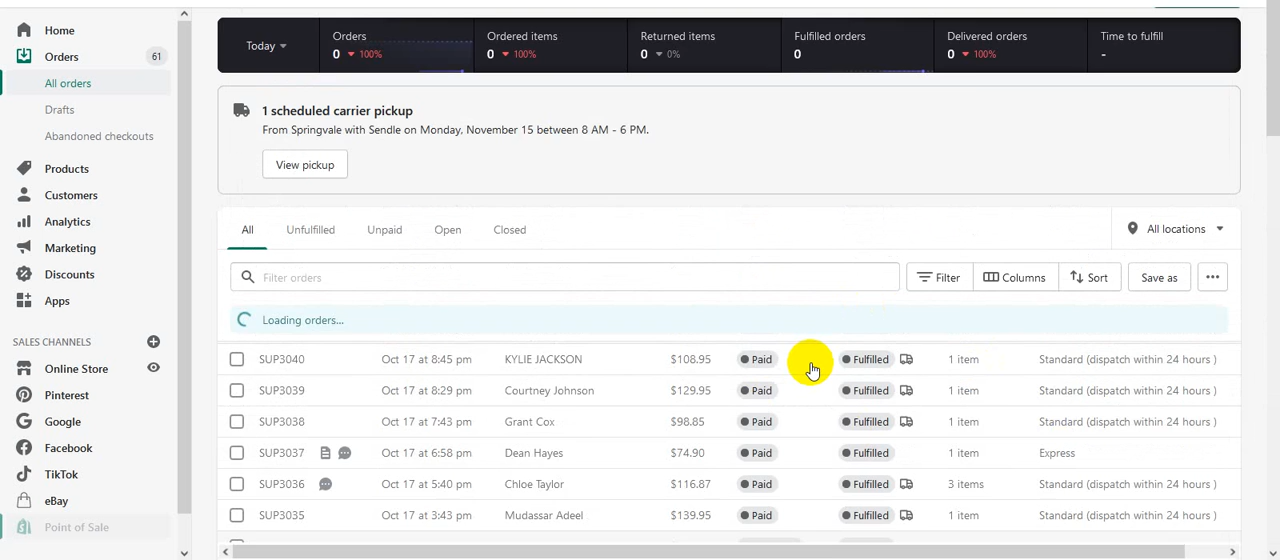 Home
Orders 61
All orders
Drafts
Abandoned checkouts
Products
Customers
Analytics
Marketing
Discounts
Apps
SALES CHANNELS
Online Store
Pinterest
Google
Facebook
TikTok
eBay
Point of Sale
Today
Orders
0 100%
Ordered items
0 100%
Returned items
0 0%
Fulfilled orders
0
Delivered orders
0 100%
Time to fulfill
-
1 scheduled carrier pickup
From Springvale with Sendle on Monday, November 15 between 8 AM - 6 PM.
View pickup
All Unfulfilled Unpaid Open Closed All locations
Filter orders Filter Columns Sort Save as
Loading orders...
SUP3040 Oct 17 at 8:45 pm KYLIE JACKSON $108.95 Paid Fulfilled 1 item Standard (dispatch within 24 hours )
SUP3039 Oct 17 at 8:29 pm Courtney Johnson $129.95 Paid Fulfilled 1 item Standard (dispatch within 24 hours )
SUP3038 Oct 17 at 7:43 pm Grant Cox $98.85 Paid Fulfilled 1 item Standard (dispatch within 24 hours )
SUP3037 Oct 17 at 6:58 pm Dean Hayes $74.90 Paid Fulfilled 1 item Express
SUP3036 Oct 17 at 5:40 pm Chloe Taylor $116.87 Paid Fulfilled 3 items Standard (dispatch within 24 hours )
SUP3035 Oct 17 at 3:43 pm Mudassar Adeel $139.95 Paid Fulfilled 1 item Standard (dispatch within 24 hours )